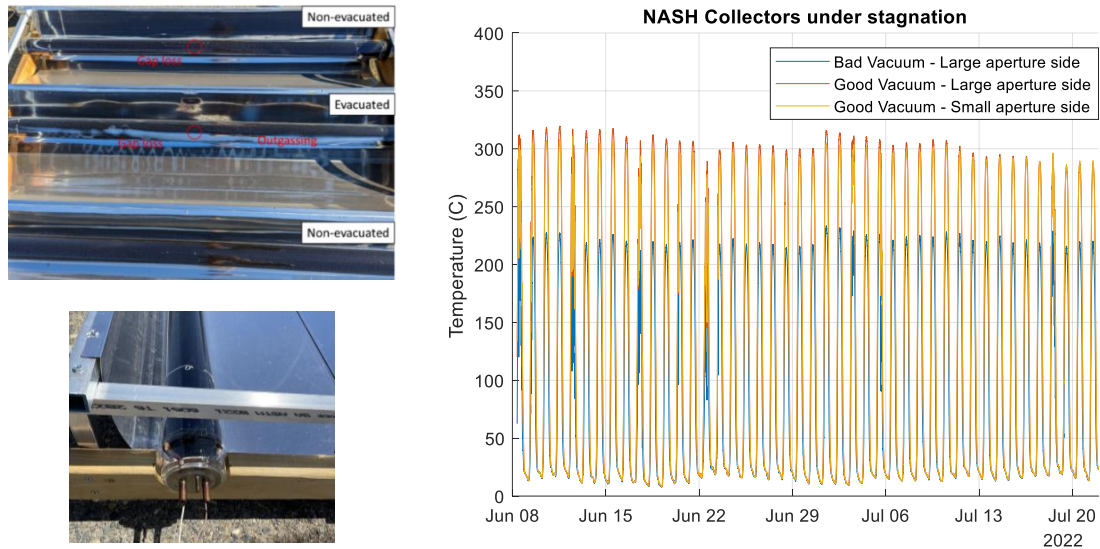 Non-evacuated
Gap loss
Evacuated
Gap loss
Outgassing
Non-evacuated
NASH Collectors under stagnation
Bad Vacuum - Large aperture side
Good Vacuum - Large aperture side
Good Vacuum - Small aperture side
Temperature (C)
400
350
300
250
200
150
100
50
0
Jun 08
Jun 15
Jun 22
Jun 29
Jul 06
Jul 13
Jul 20
2022